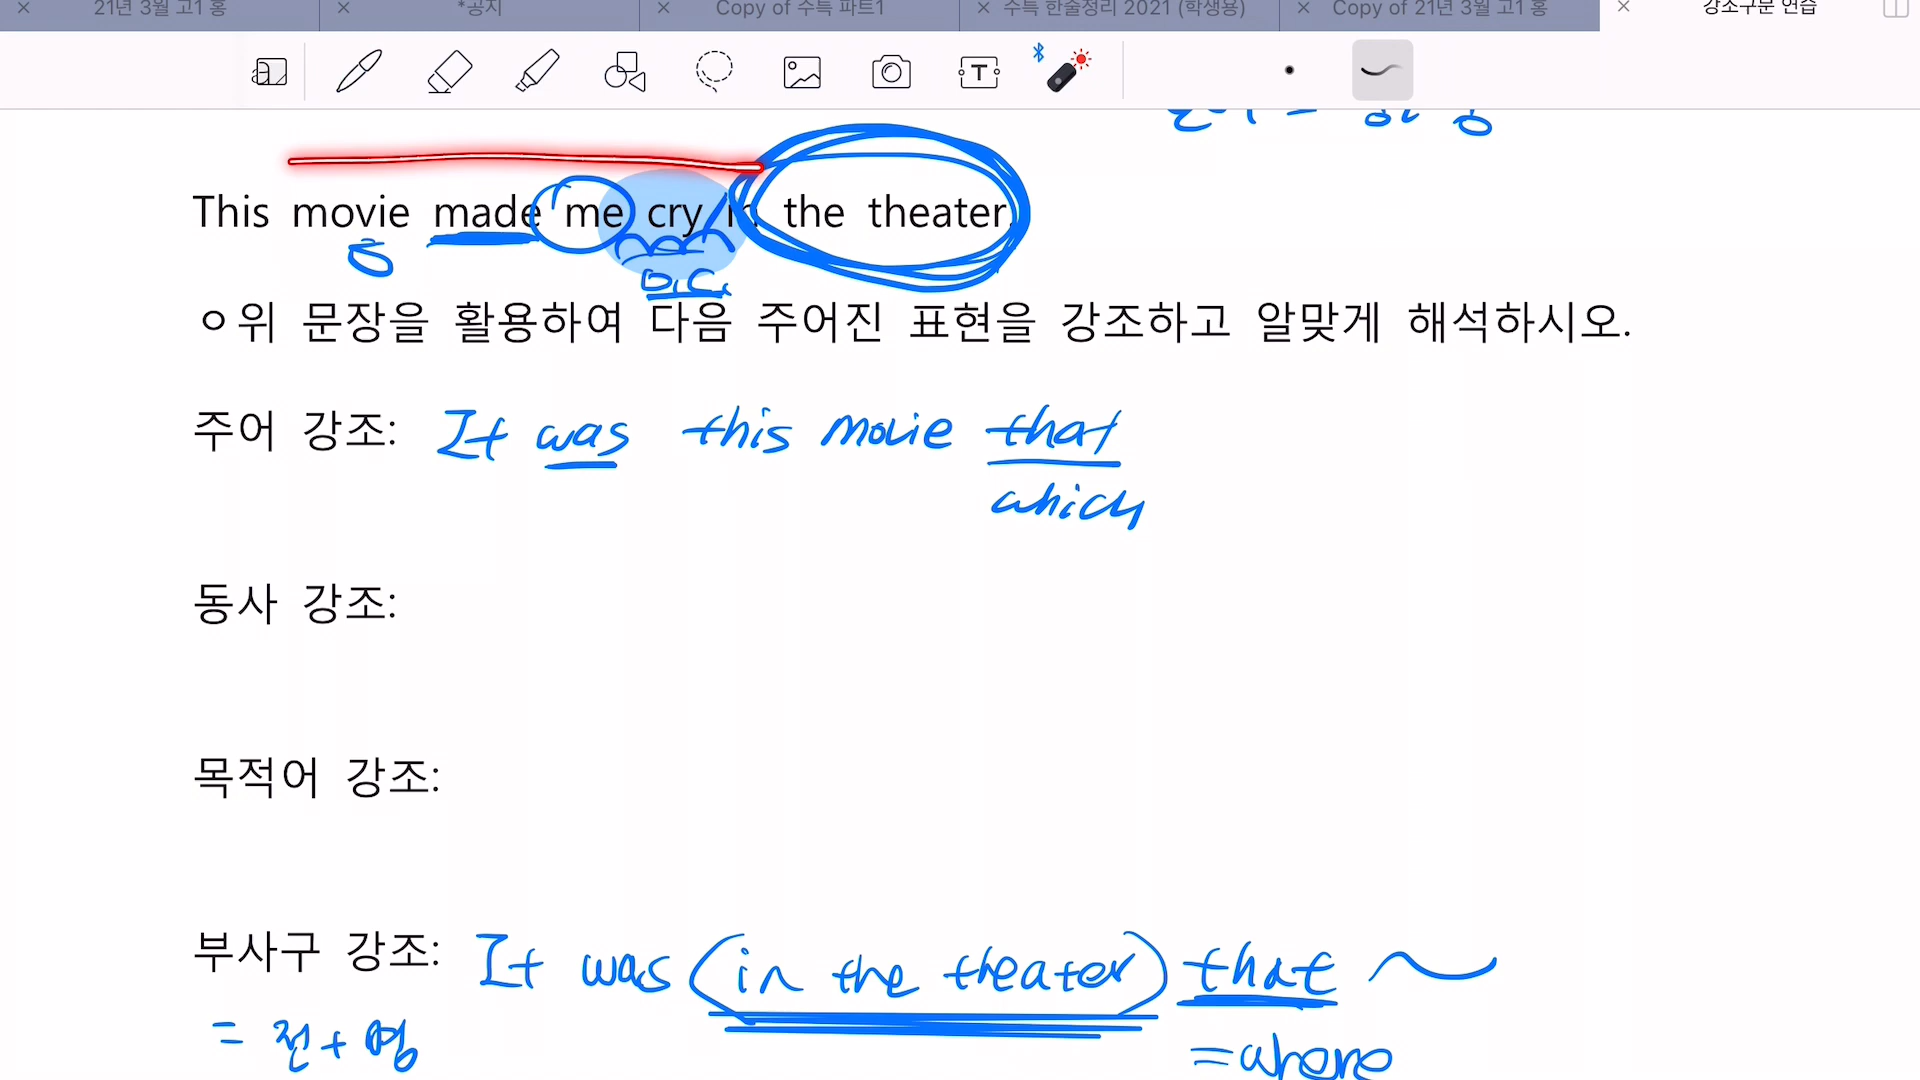 21년 3월 고1 홍 *공지 Copy of 수특 파트1 수특 한술정리 2021 (학생용) Copy of 21년 3월 고1 홍 강조구문 연습
This movie made me cry in the theater.
O.C.
ㅇ위 문장을 활용하여 다음 주어진 표현을 강조하고 알맞게 해석하시오.
주어 강조: It was this movie that
which
동사 강조:
목적어 강조:
부사구 강조: It was (in the theater) that ~
= 전+명
=where